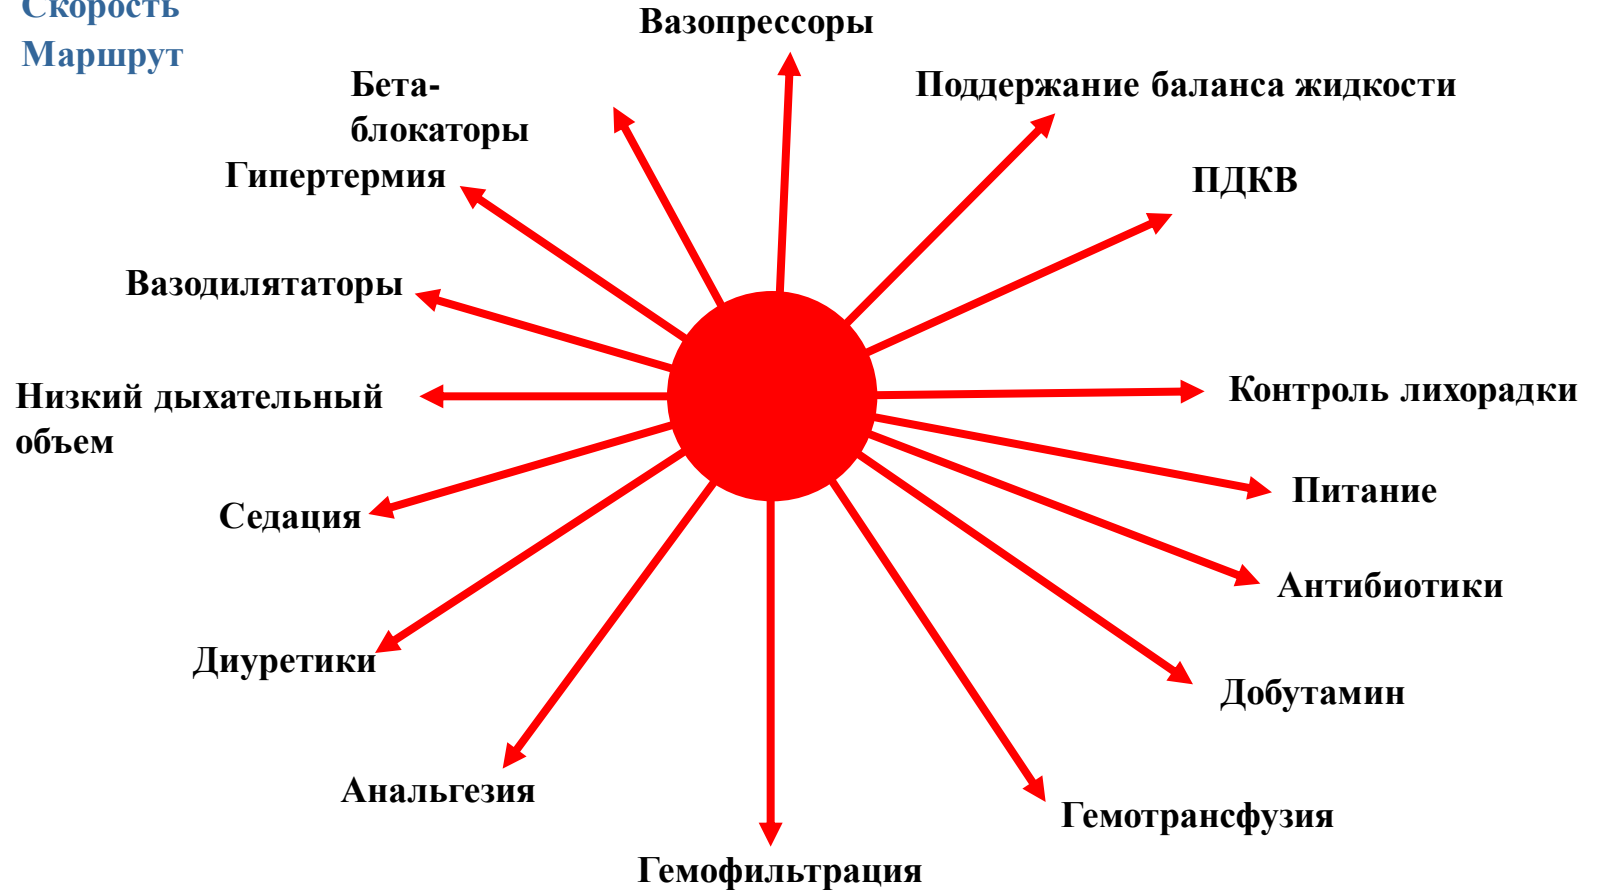 Скорость
Маршрут
Вазопрессоры
Бета-
блокаторы
Поддержание баланса жидкости
Гипертермия
ПДКВ
Вазодилятаторы
Низкий дыхательный
объем
Контроль лихорадки
Седация
Питание
Антибиотики
Диуретики
Добутамин
Анальгезия
Гемотрансфузия
Гемофильтрация